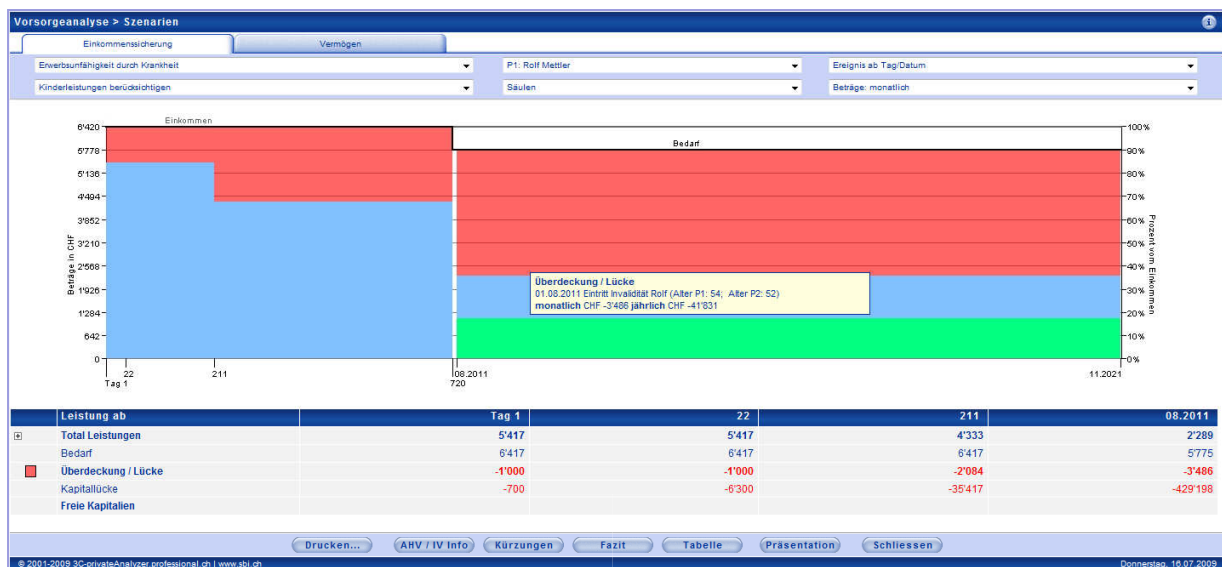 Vorsorgeanalyse > Szenarien
Einkommenssicherung Vermögen
Erwerbsunfähigkeit durch Krankheit P1: Rolf Mettler Ereignis ab Tag/Datum
Kinderleistungen berücksichtigen Säulen Beträge: monatlich
Einkommen
Bedarf
Beträge in CHF
6'420
5'778
5'136
4'494
3'852
3'210
2'568
1'926
1'284
642
0
100%
90%
80%
70%
60%
50%
40%
30%
20%
10%
0%
Prozent vom Einkommen
Überdeckung / Lücke
01.08.2011 Eintritt Invalidität Rolf (Alter P1: 54; Alter P2: 52)
monatlich CHF -3'486 jährlich CHF -41'831
22 211 08.2011 11.2021
Tag 1 720
Leistung ab Tag 1 22 211 08.2011
Total Leistungen 5'417 5'417 4'333 2'289
Bedarf 6'417 6'417 6'417 5'775
Überdeckung / Lücke -1'000 -1'000 -2'084 -3'486
Kapitallücke -700 -6'300 -35'417 -429'198
Freie Kapitalien
Drucken... AHV / IV Info Kürzungen Fazit Tabelle Präsentation Schliessen
© 2001-2009 3C-privateAnalyzer.professional.ch | www.sbi.ch Donnerstag, 16.07.2009